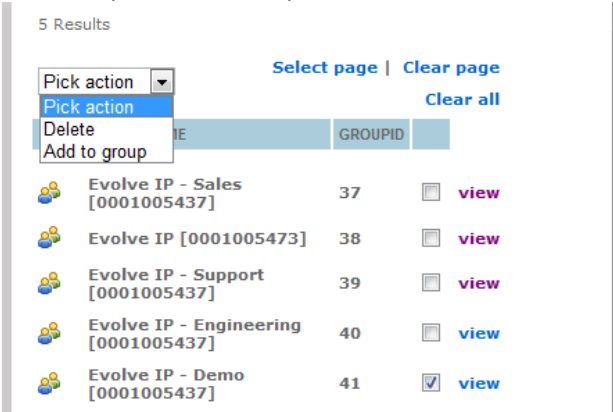 5 Results
Select page | Clear page
Pick action
Clear all
Pick action
Delete
Add to group
ME GROUPID
Evolve IP - Sales
[0001005437] 37 view
Evolve IP [0001005473] 38 view
Evolve IP - Support
[0001005437] 39 view
Evolve IP - Engineering
[0001005437] 40 view
Evolve IP - Demo
[0001005437] 41 view